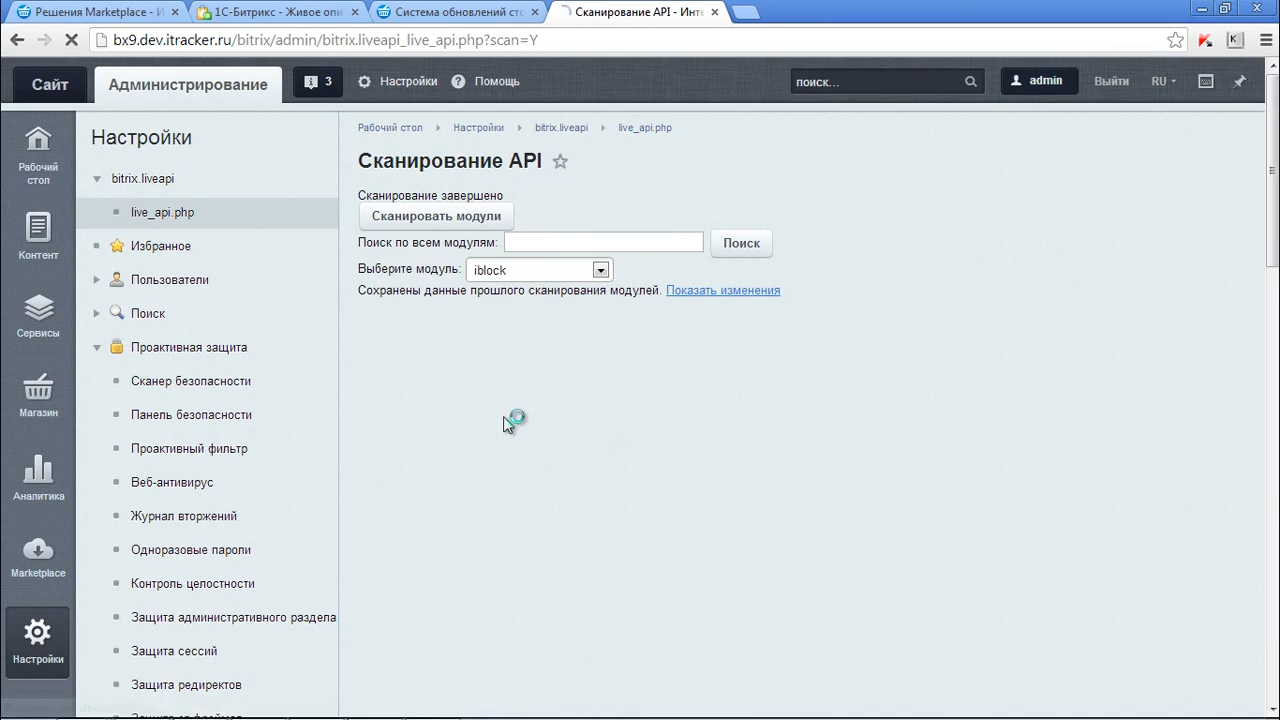 Решения Marketplace - И
1С-Битрикс - Живое опи
Система обновлений ст
Сканирование API - Инт
bx9.dev.itracker.ru/bitrix/admin/bitrix.liveapi_live_api.php?scan=Y
Сайт
Администрирование
3
Настройки
Помощь
поиск...
admin
Выйти
RU
Рабочий стол
Контент
Сервисы
Магазин
Аналитика
Marketplace
Настройки
Настройки
bitrix.liveapi
live_api.php
Избранное
Пользователи
Поиск
Проактивная защита
Сканер безопасности
Панель безопасности
Проактивный фильтр
Веб-антивирус
Журнал вторжений
Одноразовые пароли
Контроль целостности
Защита административного раздела
Защита сессий
Защита редиректов
Рабочий стол
Настройки
bitrix.liveapi
live_api.php
Сканирование API
Сканирование завершено
Сканировать модули
Поиск по всем модулям:
Поиск
Выберите модуль: iblock
Сохранены данные прошлого сканирования модулей. Показать изменения